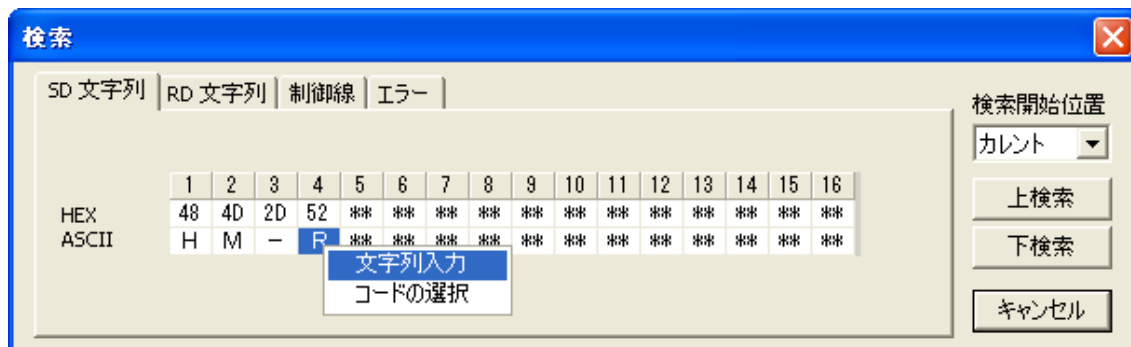 検索
SD 文字列 RD 文字列 制御線 エラー
検索開始位置
カレント
1 2 3 4 5 6 7 8 9 10 11 12 13 14 15 16
HEX 48 4D 2D 52 ** ** ** ** ** ** ** ** ** ** ** **
ASCII H M - R ** ** ** ** ** ** ** ** ** ** ** **
文字列入力
コードの選択
上検索
下検索
キャンセル